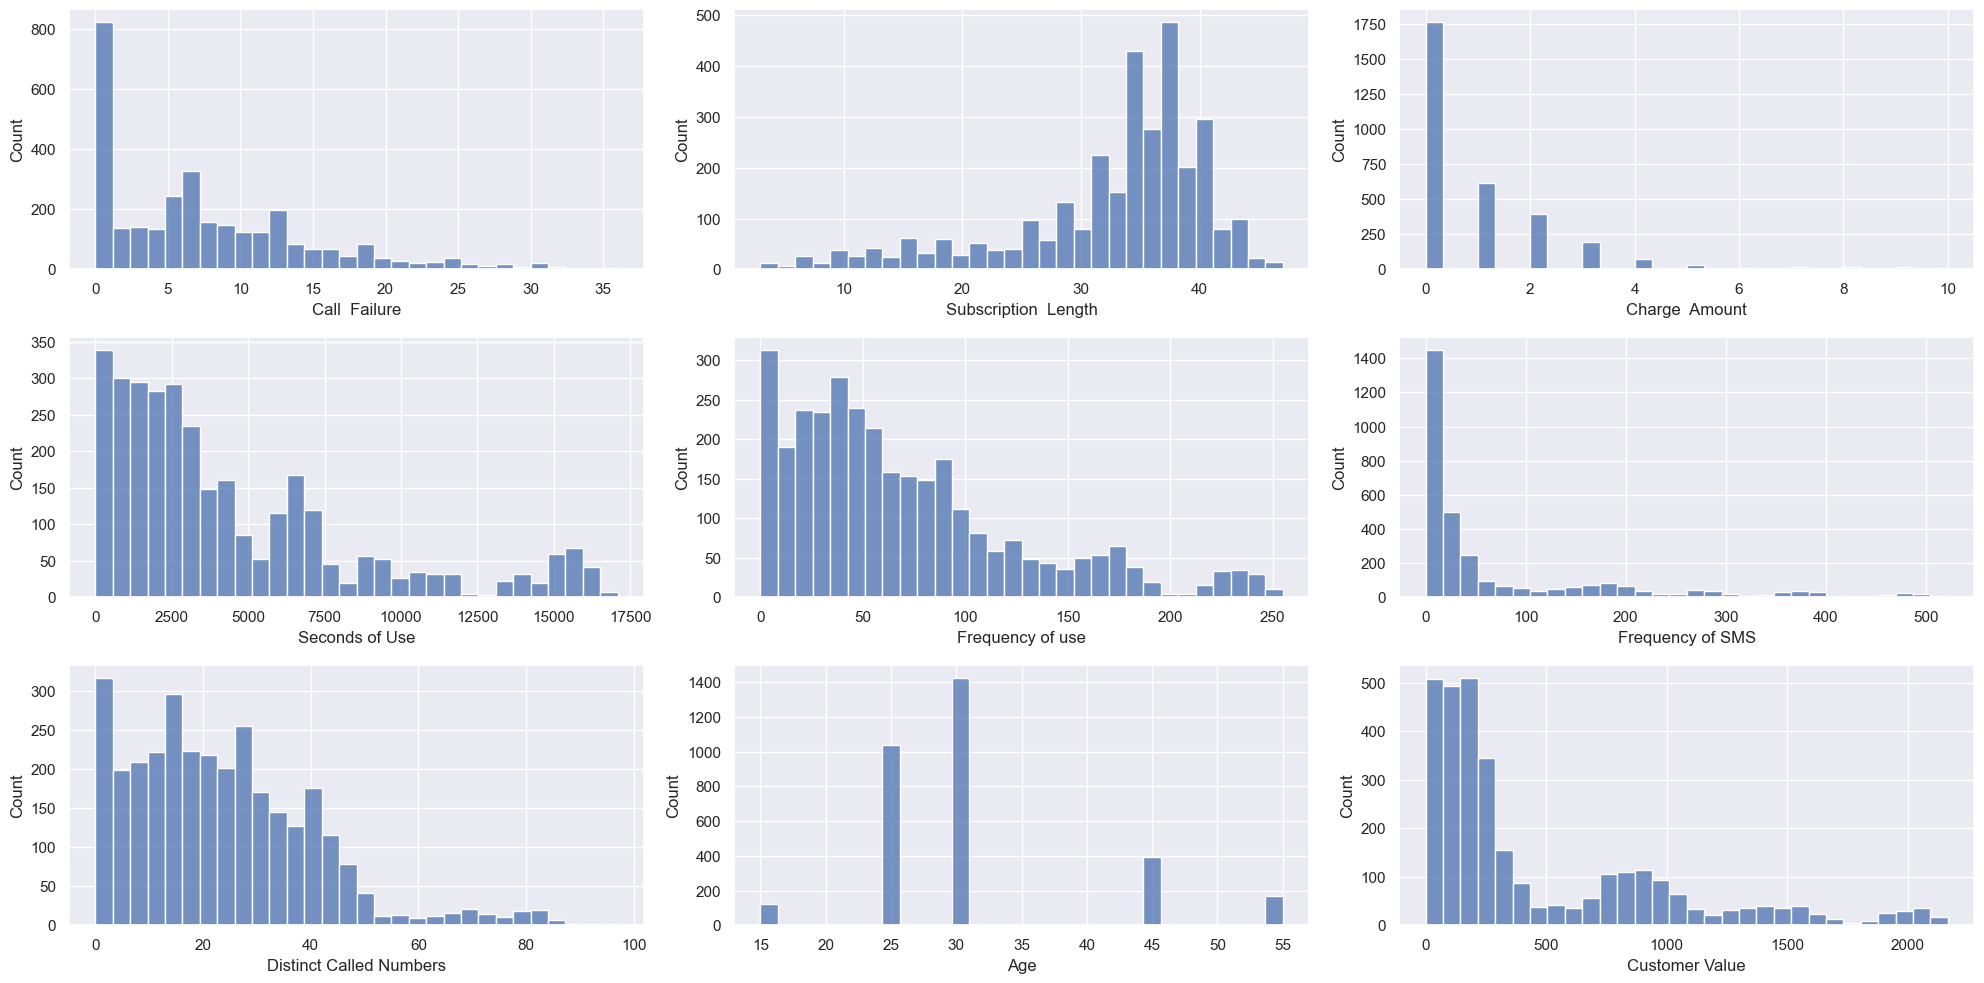 800
600
400
200
0
Count
0 5 10 15 20 25 30 35
Call  Failure
500
400
300
200
100
0
Count
10 20 30 40
Subscription  Length
1750
1500
1250
1000
750
500
250
0
Count
0 2 4 6 8 10
Charge  Amount
350
300
250
200
150
100
50
0
Count
0 2500 5000 7500 10000 12500 15000 17500
Seconds of Use
300
250
200
150
100
50
0
Count
0 50 100 150 200 250
Frequency of use
1400
1200
1000
800
600
400
200
0
Count
0 100 200 300 400 500
Frequency of SMS
300
250
200
150
100
50
0
Count
0 20 40 60 80 100
Distinct Called Numbers
1400
1200
1000
800
600
400
200
0
Count
15 20 25 30 35 40 45 50 55
Age
500
400
300
200
100
0
Count
0 500 1000 1500 2000
Customer Value